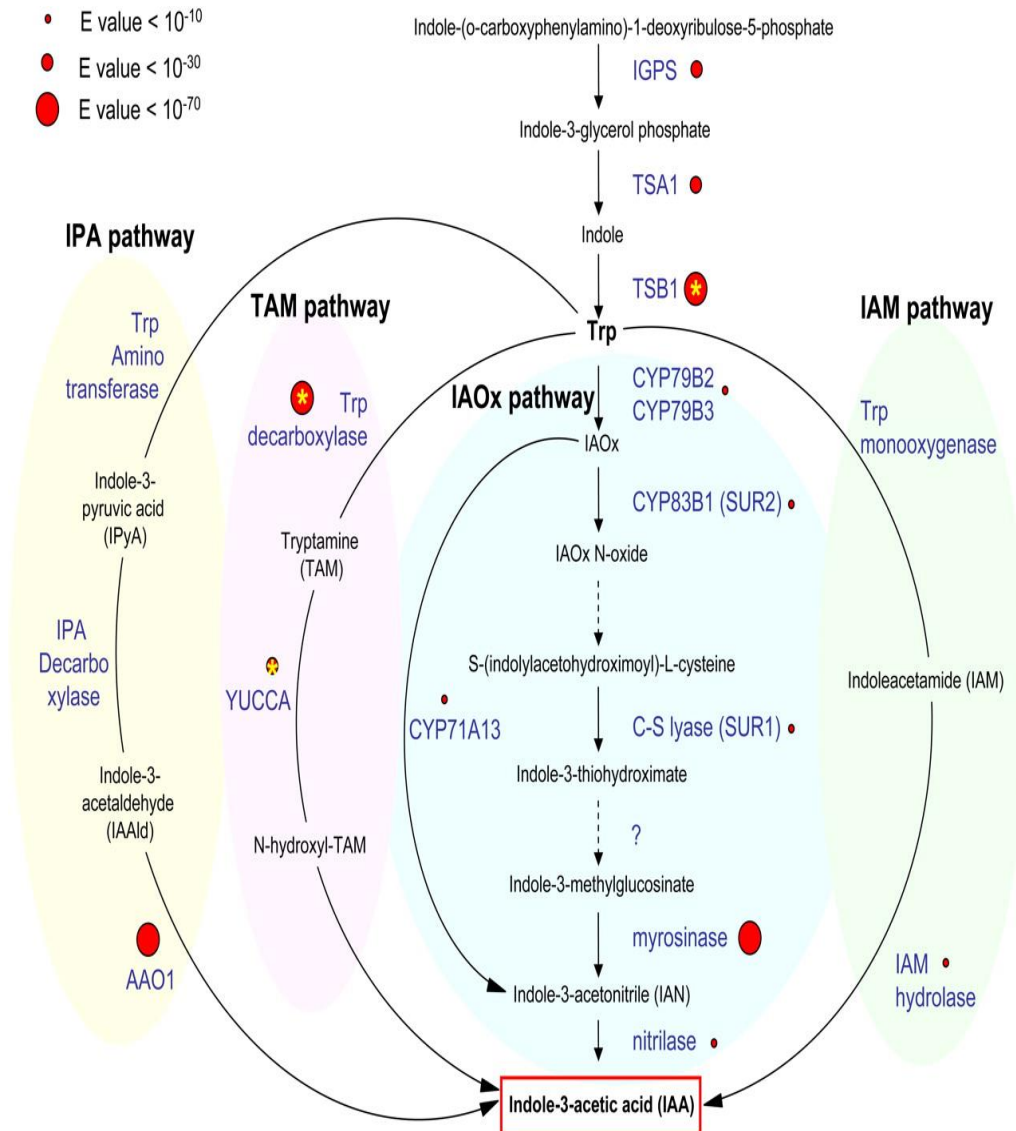 E value < 10-10
E value < 10-30
E value < 10-70
Indole-(o-carboxyphenylamino)-1-deoxyribulose-5-phosphate
IGPS
Indole-3-glycerol phosphate
TSA1
Indole
TSB1 *
Trp
IPA pathway
Trp
Amino
transferase
Indole-3-
pyruvic acid
(IPyA)
IPA
Decarbo
xylase
Indole-3-
acetaldehyde
(IAAld)
AAO1
TAM pathway
* Trp
decarboxylase
Tryptamine
(TAM)
*
YUCCA
N-hydroxyl-TAM
IAOx pathway
CYP79B2
CYP79B3
IAOx
CYP83B1 (SUR2)
IAOx N-oxide
S-(indolylacetohydroximoyl)-L-cysteine
CYP71A13
C-S lyase (SUR1)
Indole-3-thiohydroximate
?
Indole-3-methylglucosinate
myrosinase
Indole-3-acetonitrile (IAN)
nitrilase
IAM pathway
Trp
monooxygenase
Indoleacetamide (IAM)
IAM
hydrolase
Indole-3-acetic acid (IAA)